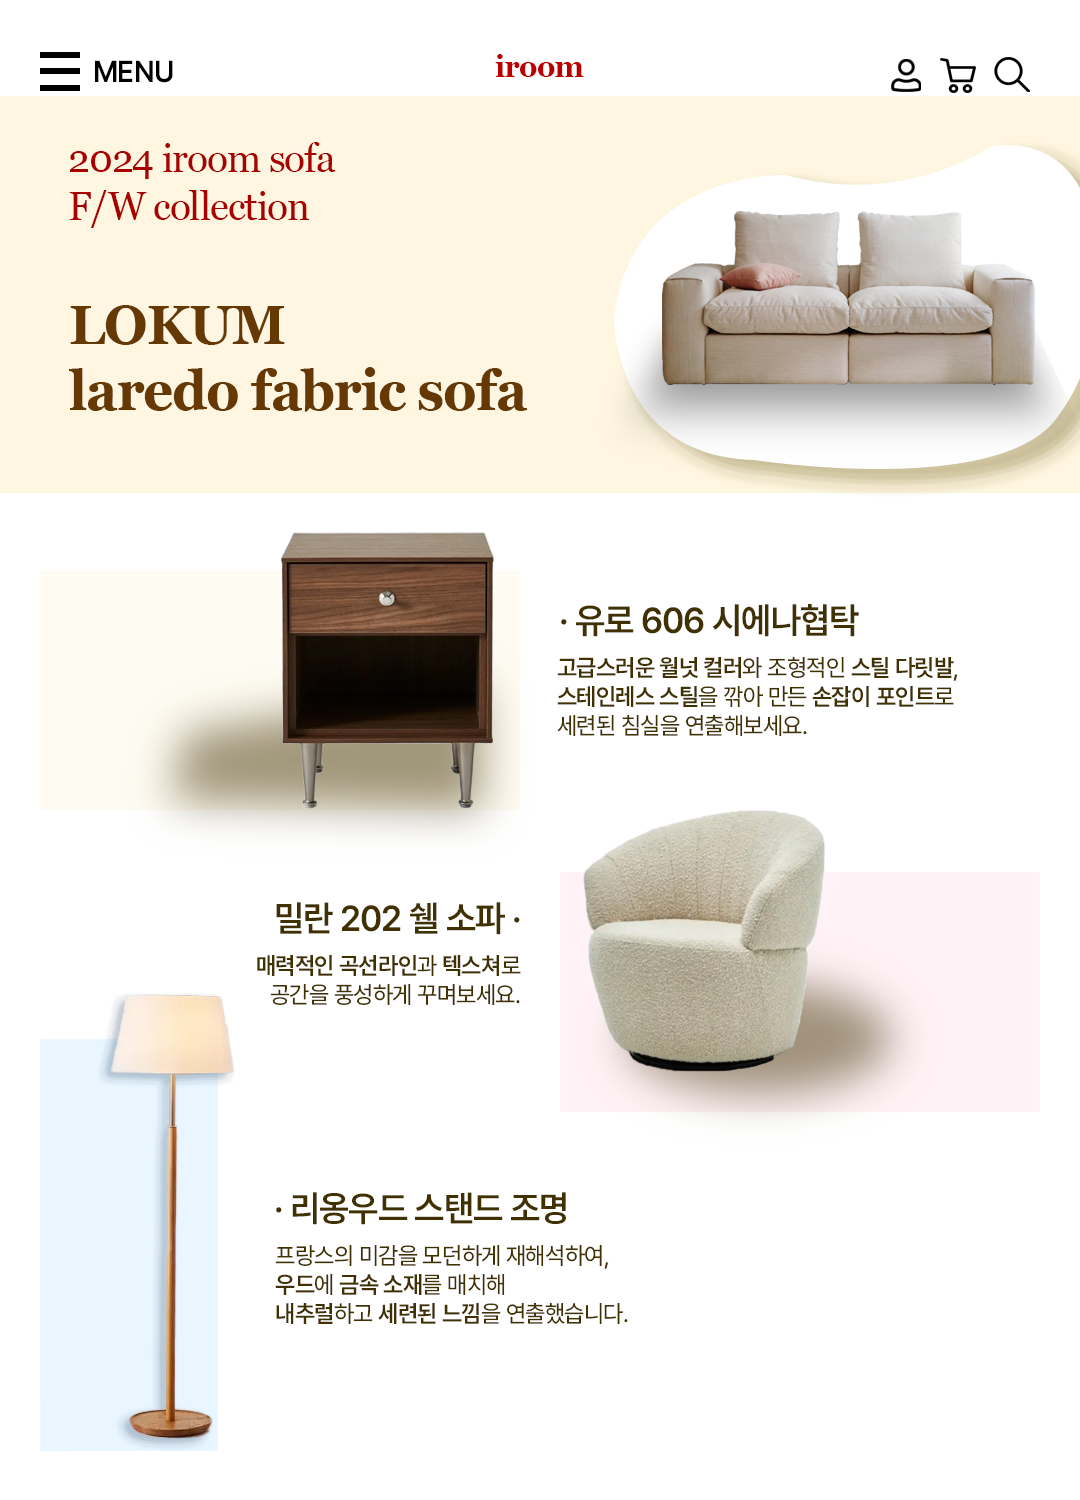 MENU
iroom
2024 iroom sofa
F/W collection
LOKUM
laredo fabric sofa
· 유로 606 시에나협탁
고급스러운 월넛 컬러와 조형적인 스틸 다릿발,
스테인레스 스틸을 깎아 만든 손잡이 포인트로
세련된 침실을 연출해보세요.
밀란 202 쉘 소파 ·
매력적인 곡선라인과 텍스쳐로
공간을 풍성하게 꾸며보세요.
· 리옹우드 스탠드 조명
프랑스의 미감을 모던하게 재해석하여,
우드에 금속 소재를 매치해
내추럴하고 세련된 느낌을 연출했습니다.